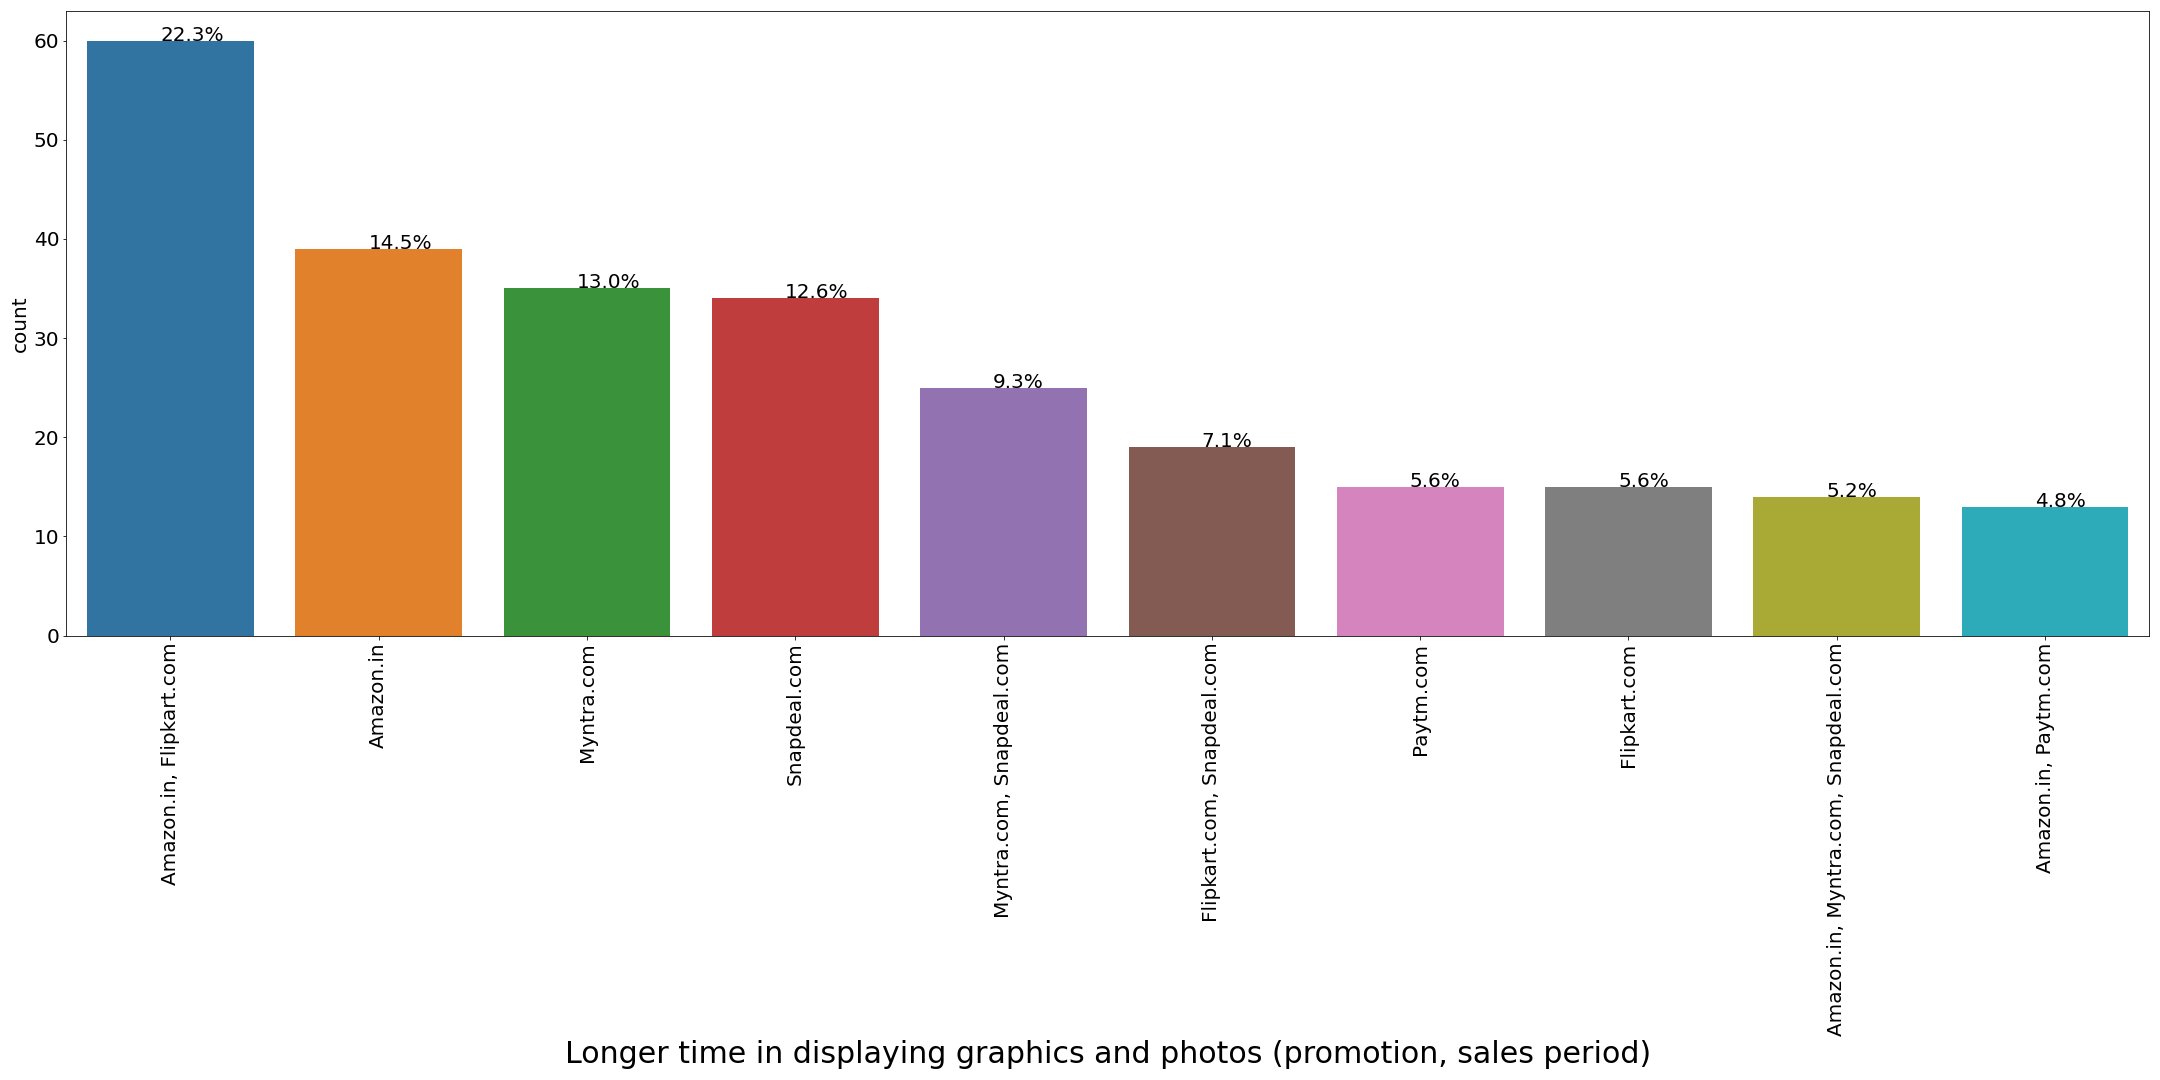 22.3%
14.5%
13.0%
12.6%
9.3%
7.1%
5.6%
5.6%
5.2%
4.8%
60
50
40
30
20
10
0
count
Amazon.in, Flipkart.com
Amazon.in
Myntra.com
Snapdeal.com
Myntra.com, Snapdeal.com
Flipkart.com, Snapdeal.com
Paytm.com
Flipkart.com
Amazon.in, Myntra.com, Snapdeal.com
Amazon.in, Paytm.com
Longer time in displaying graphics and photos (promotion, sales period)